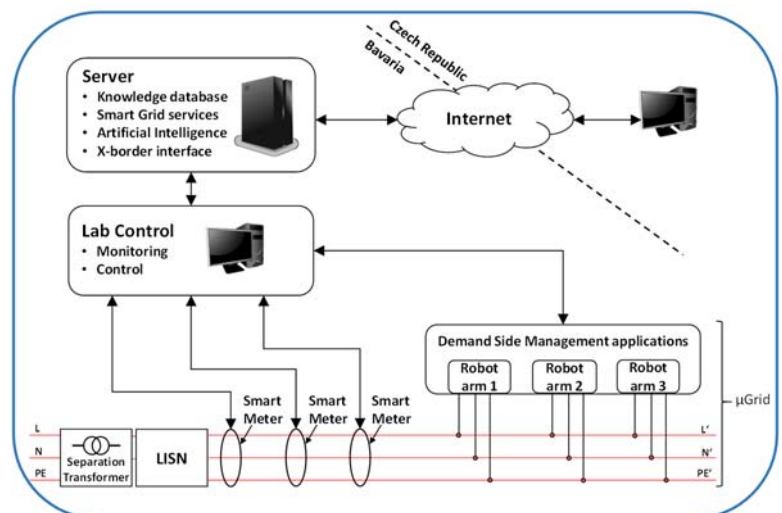 Czech Republic
Bavaria
Server
• Knowledge database
• Smart Grid services
• Artificial Intelligence
• X-border interface
Internet
Lab Control
• Monitoring
• Control
Demand Side Management applications
Robot
arm 1
Robot
arm 2
Robot
arm 3
μGrid
Smart
Meter
Smart
Meter
Smart
Meter
L
N
PE
Separation
Transformer
LISN
L'
N'
PE'